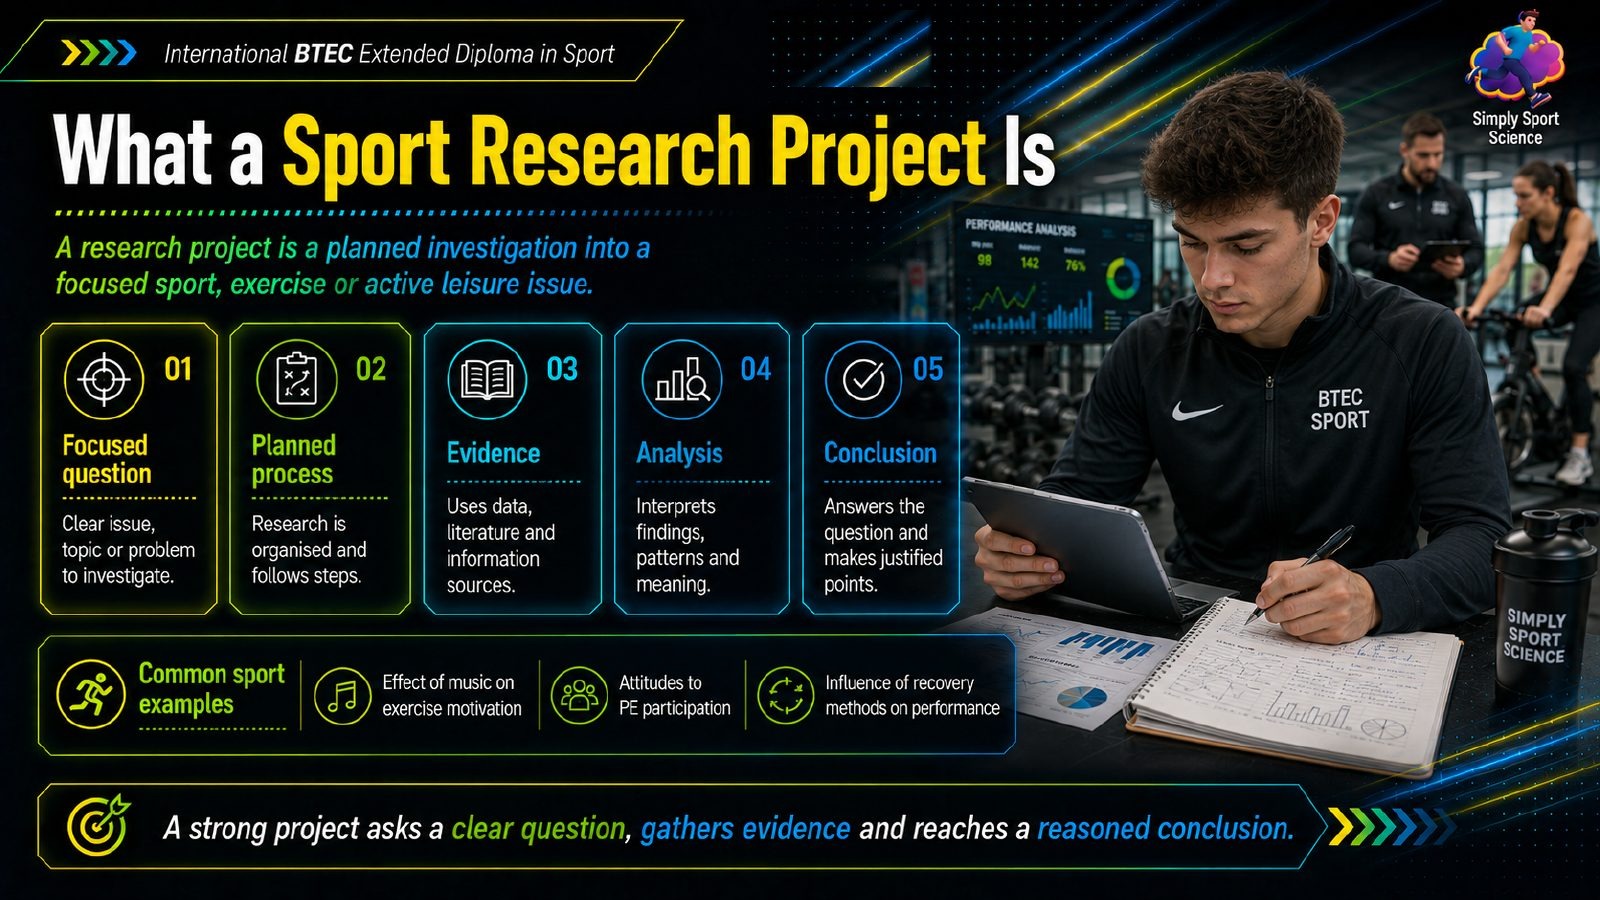 International BTEC Extended Diploma in Sport
Simply Sport
Science
What a Sport Research Project Is
A research project is a planned investigation into a
focused sport, exercise or active leisure issue.
PERFORMANCE ANALYSIS
98
142
76%
01
Focused
question
Clear issue,
topic or problem
to investigate.
02
Planned
process
Research is
organised and
follows steps.
03
Evidence
Uses data,
literature and
information
sources.
04
Analysis
Interprets
findings,
patterns and
meaning.
05
Conclusion
Answers the
question and
makes justified
points.
BTEC
SPORT
SIMPLY
SPORT
SCIENCE
Common sport
examples
Effect of music on
exercise motivation
Attitudes to
PE participation
Influence of recovery
methods on performance
A strong project asks a clear question, gathers evidence and reaches a reasoned conclusion.